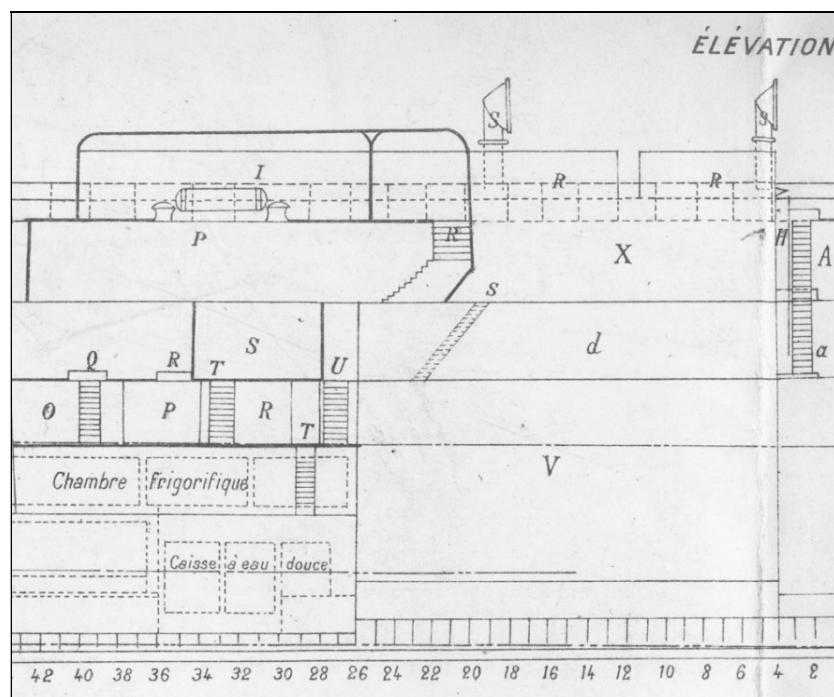 ÉLÉVATION
S S
I R R
P R X H A
s
S d
Q R T U a
O P R
T
V
Chambre frigorifique
Caisse à eau douce
42 40 38 36 34 32 30 28 26 24 22 20 18 16 14 12 10 8 6 4 2